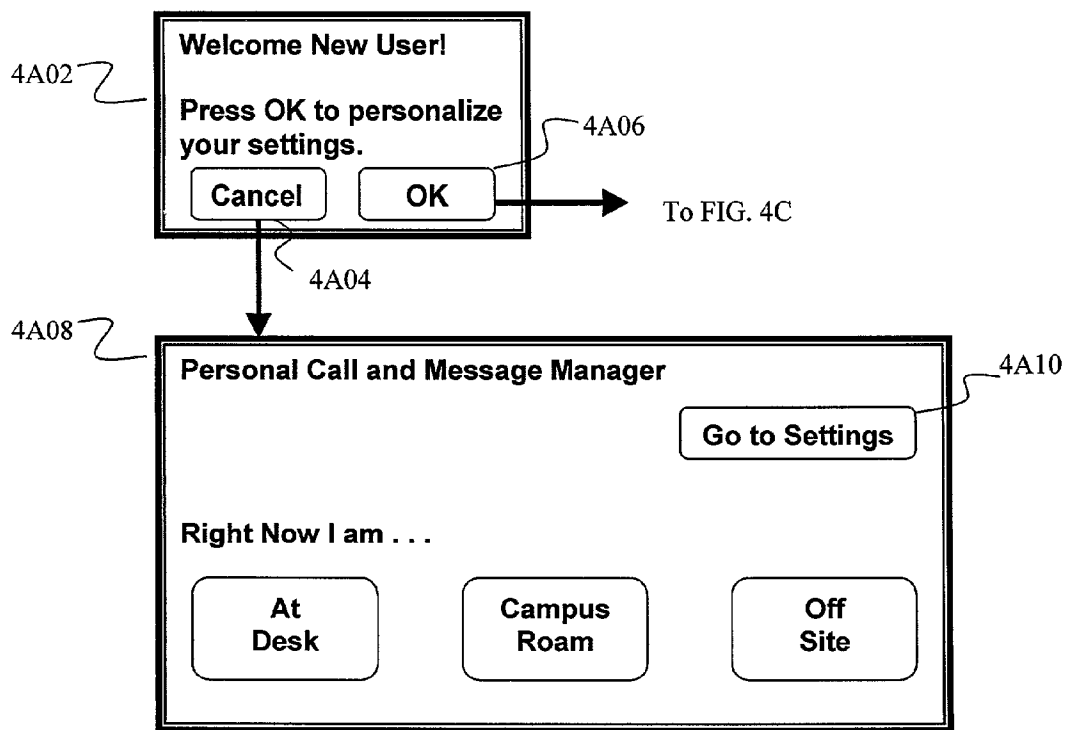 Welcome New User!
4A02
Press OK to personalize
your settings.
4A06
Cancel
OK
To FIG. 4C
4A04
4A08
Personal Call and Message Manager
4A10
Go to Settings
Right Now I am . . .
At
Desk
Campus
Roam
Off
Site